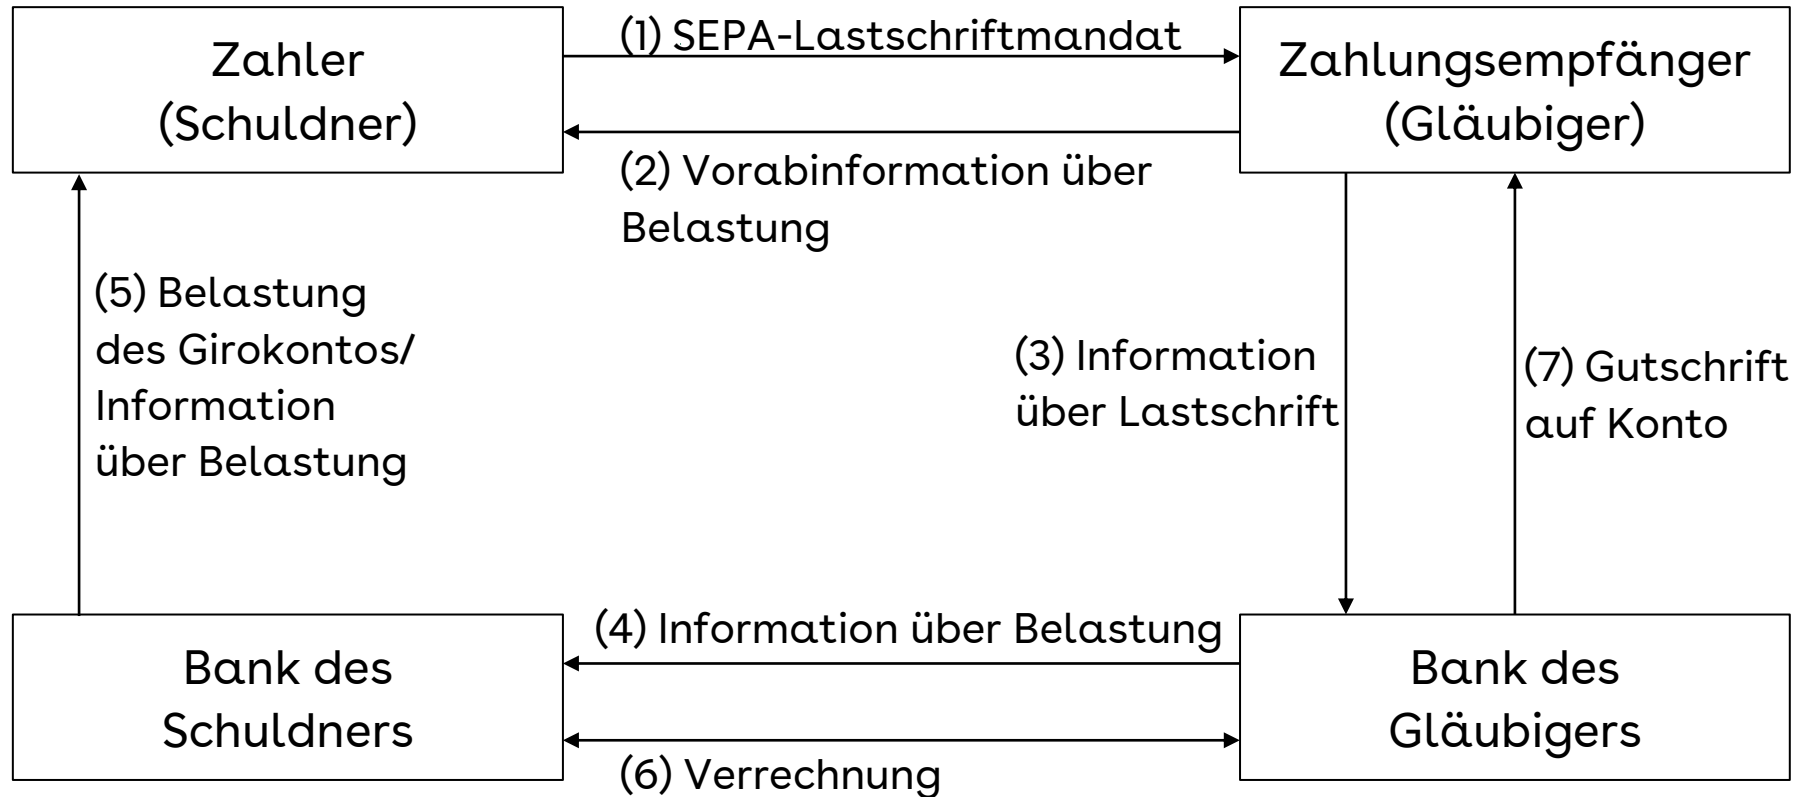 Zahler
(Schuldner)
(1) SEPA-Lastschriftmandat
Zahlungsempfänger
(Gläubiger)
(2) Vorabinformation über
Belastung
(5) Belastung
des Girokontos/
Information
über Belastung
(3) Information
über Lastschrift
(7) Gutschrift
auf Konto
Bank des
Schuldners
(4) Information über Belastung
(6) Verrechnung
Bank des
Gläubigers